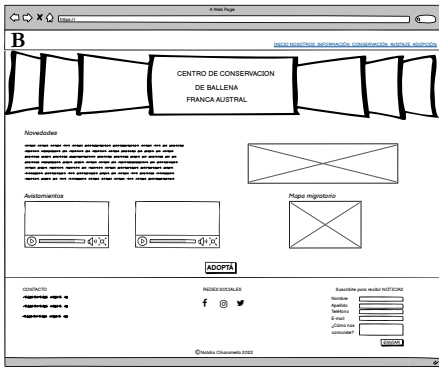 A Web Page
https://
B
INICIO NOSOTROS INFORMACIÓN CONSERVACIÓN AVISTAJE ADOPCIÓN
CENTRO DE CONSERVACION
DE BALLENA
FRANCA AUSTRAL
Novedades
Avistamientos
Mapa migratorio
ADOPTÁ
CONTACTO
REDES SOCIALES
Suscribite para recibir NOTICIAS
Nombre
Apellido
Teléfono
E-mail
¿Cómo nos
conociste?
ENVIAR
©Natalia Chiaramello 2022